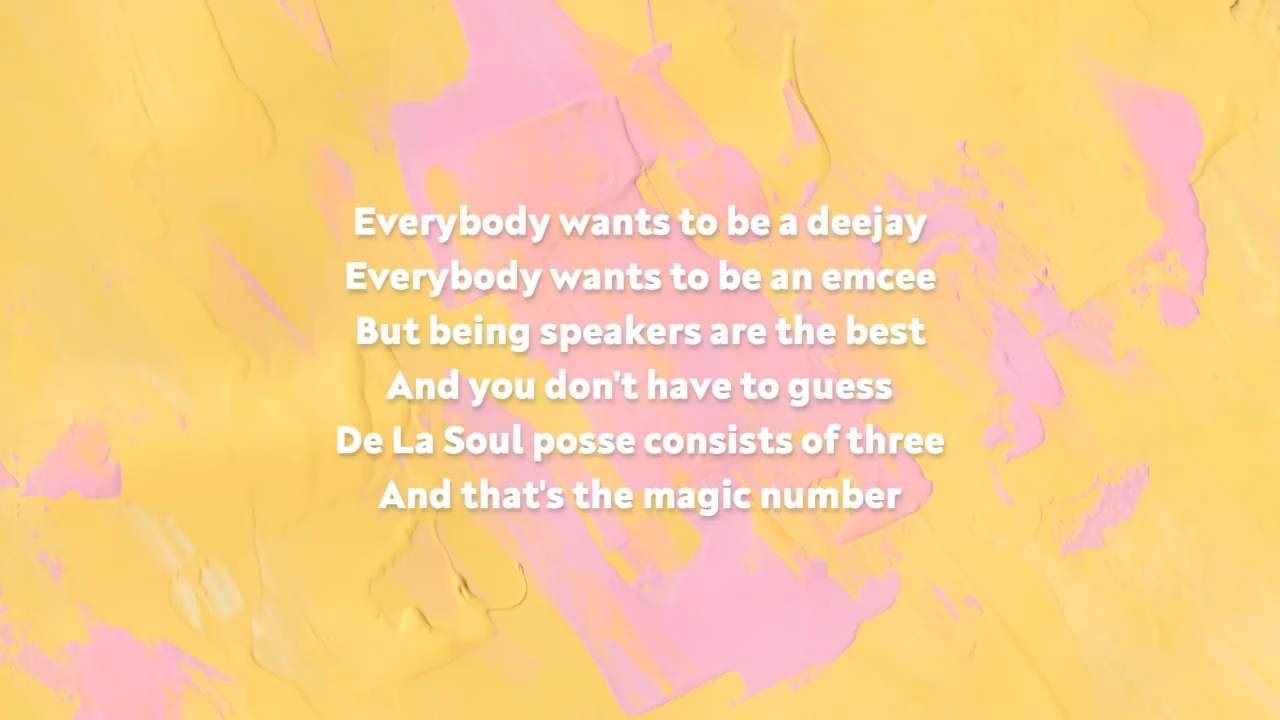 Everybody wants to be a deejay
Everybody wants to be an emcee
But being speakers are the best
And you don't have to guess
De La Soul posse consists of three
And that's the magic number